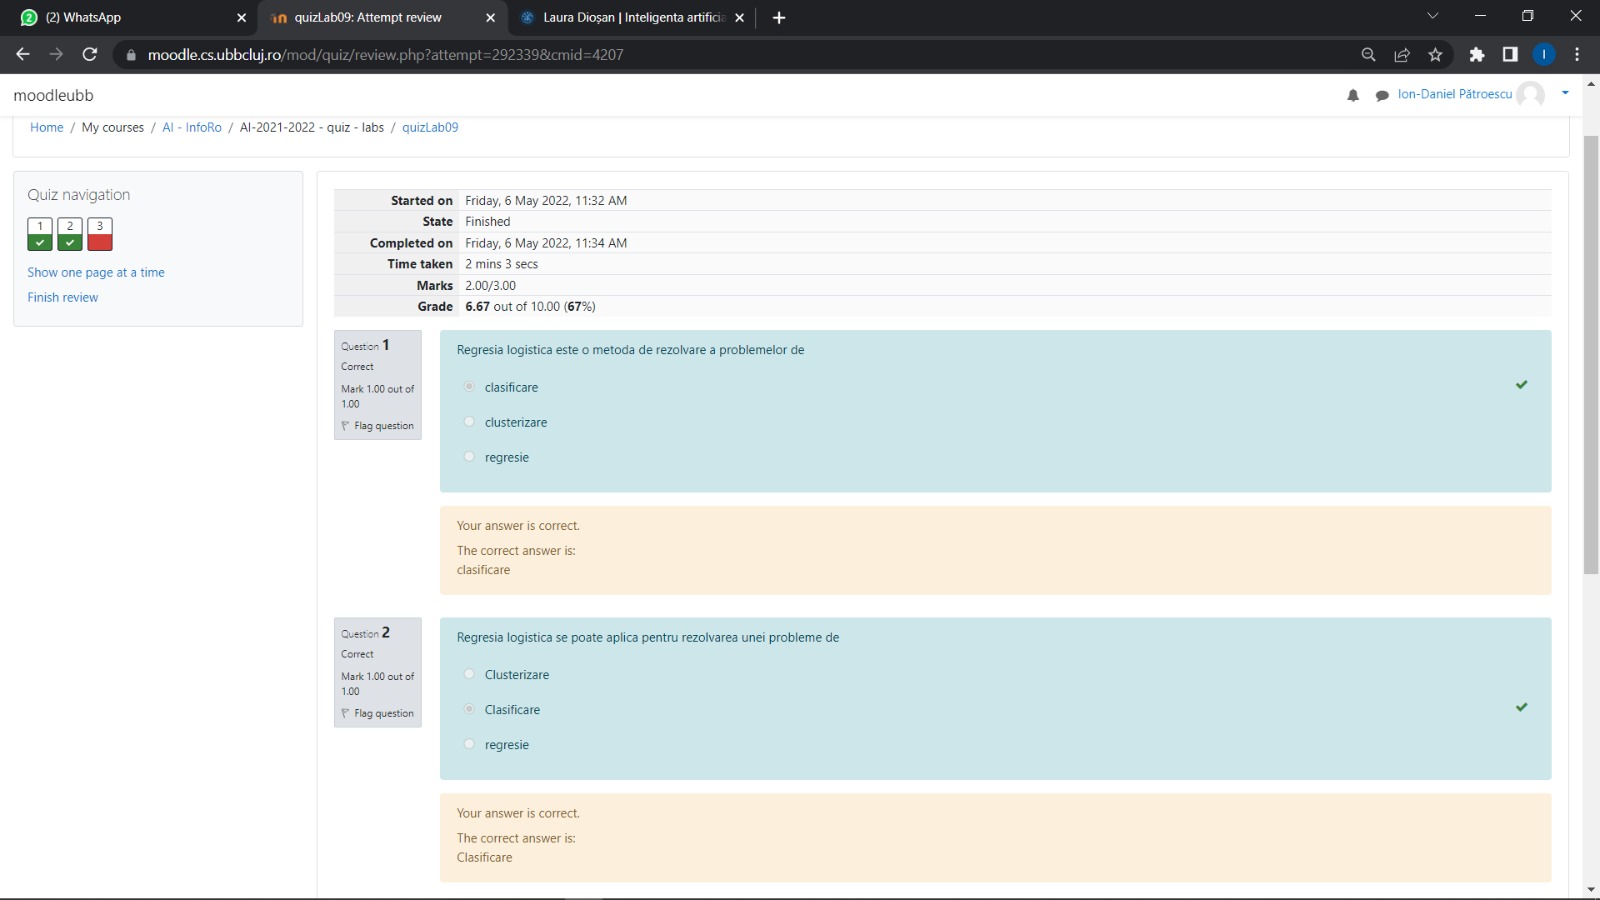 (2) WhatsApp
quizLab09: Attempt review
Laura Dioșan | Inteligenta artificia
moodle.cs.ubbcluj.ro/mod/quiz/review.php?attempt=292339&cmid=4207
I
moodleubb
Ion-Daniel Pătroescu
Home / My courses / AI - InfoRo / AI-2021-2022 - quiz - labs / quizLab09
Quiz navigation
1 2 3
Show one page at a time
Finish review
Started on Friday, 6 May 2022, 11:32 AM
State Finished
Completed on Friday, 6 May 2022, 11:34 AM
Time taken 2 mins 3 secs
Marks 2.00/3.00
Grade 6.67 out of 10.00 (67%)
Question 1
Correct
Mark 1.00 out of
1.00
Flag question
Regresia logistica este o metoda de rezolvare a problemelor de
clasificare
clusterizare
regresie
Your answer is correct.
The correct answer is:
clasificare
Question 2
Correct
Mark 1.00 out of
1.00
Flag question
Regresia logistica se poate aplica pentru rezolvarea unei probleme de
Clusterizare
Clasificare
regresie
Your answer is correct.
The correct answer is:
Clasificare